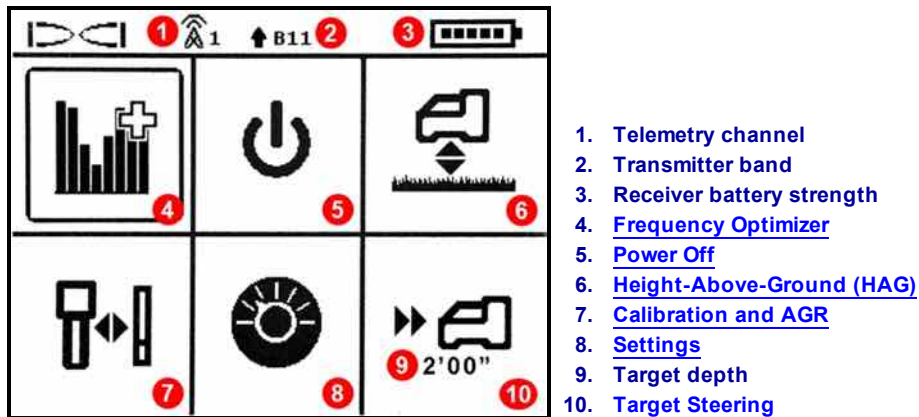 1 1 B11 2 3
4 5 6
9 2'00"
7 8 10
1. Telemetry channel
2. Transmitter band
3. Receiver battery strength
4. Frequency Optimizer
5. Power Off
6. Height-Above-Ground (HAG)
7. Calibration and AGR
8. Settings
9. Target depth
10. Target Steering